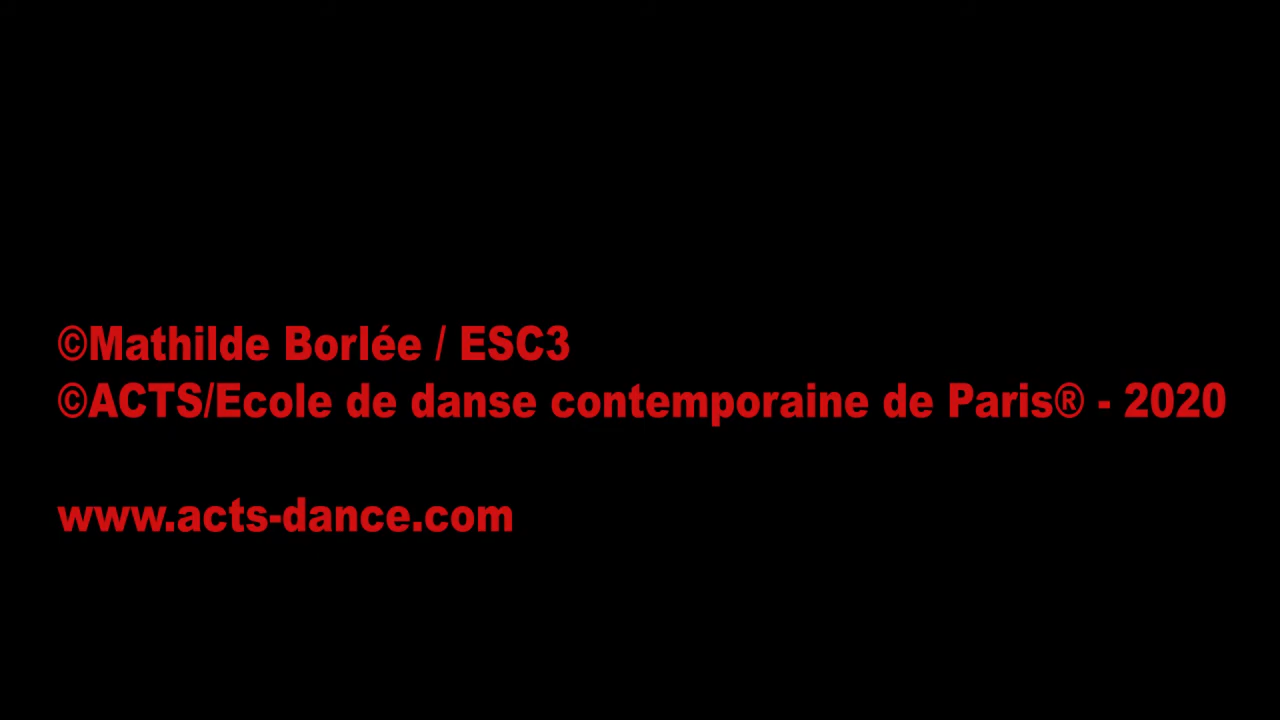 ©Mathilde Borlée / ESC3
©ACTS/Ecole de danse contemporaine de Paris® - 2020
www.acts-dance.com